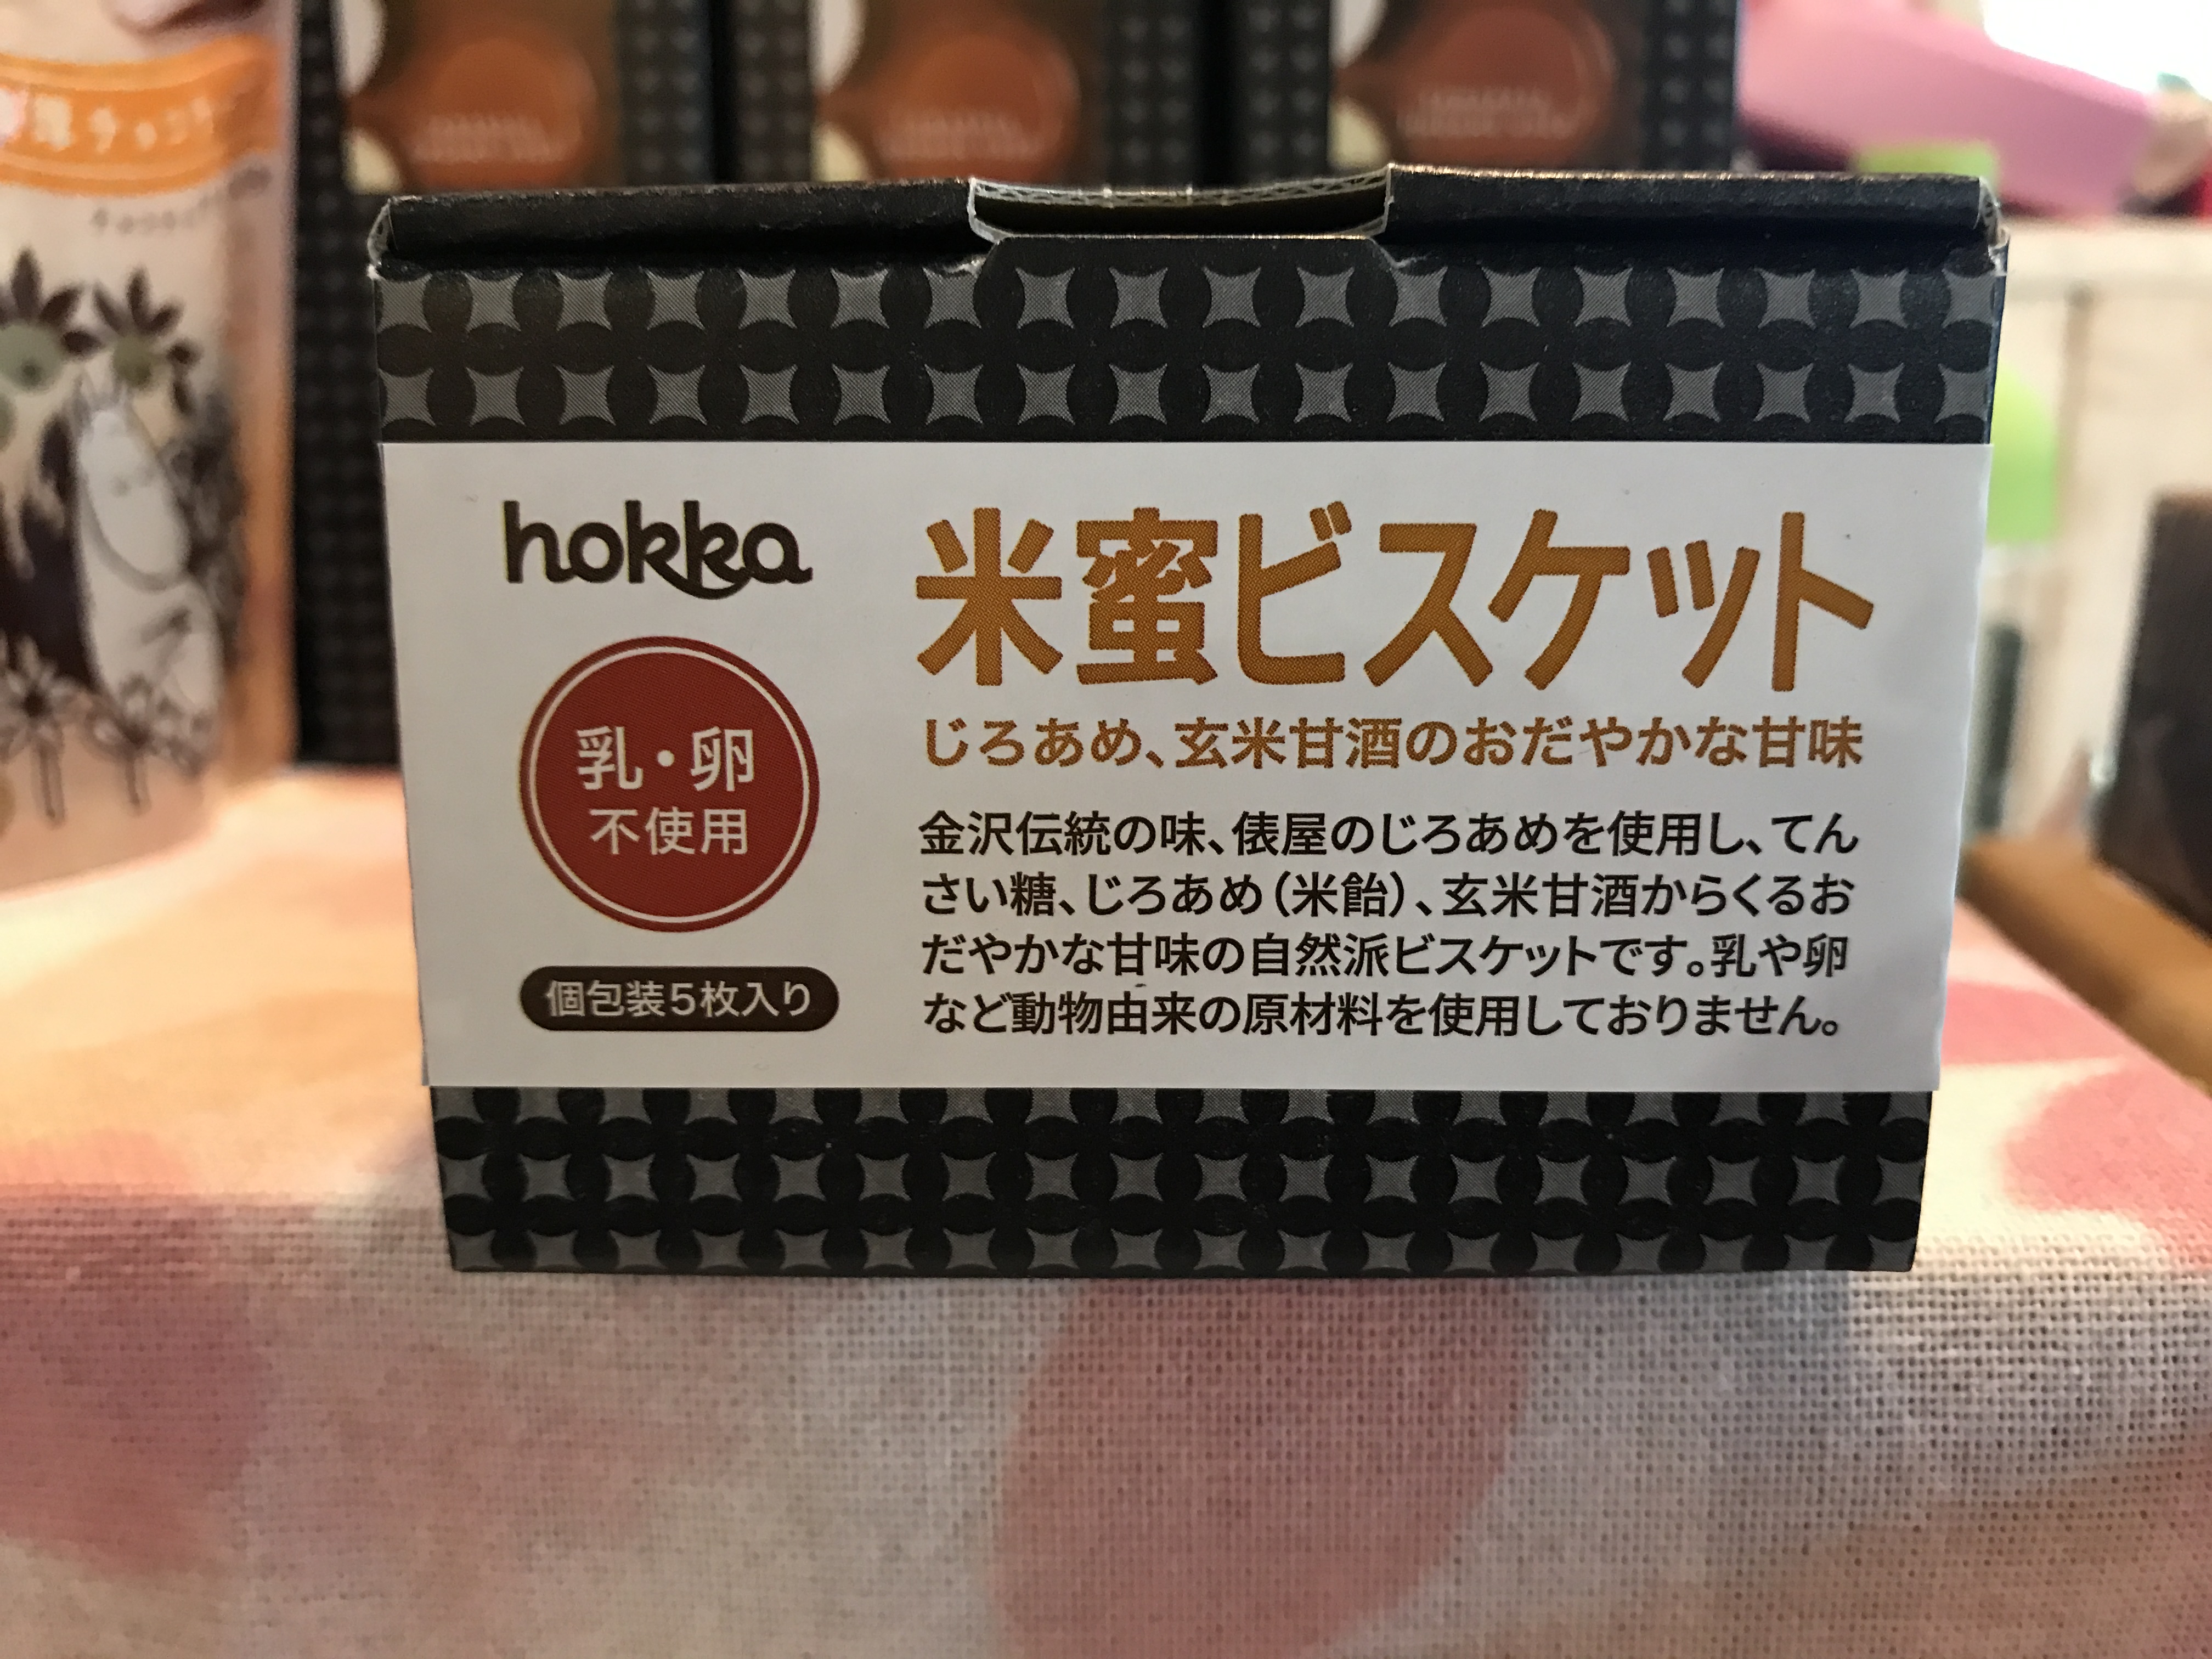 hokka
乳・卵
不使用
個包装5枚入り
米蜜ビスケット
じろあめ、玄米甘酒のおだやかな甘味
金沢伝統の味、俵屋のじろあめを使用し、てん
さい糖、じろあめ（米飴）、玄米甘酒からくるお
だやかな甘味の自然派ビスケットです。乳や卵
など動物由来の原材料を使用しておりません。